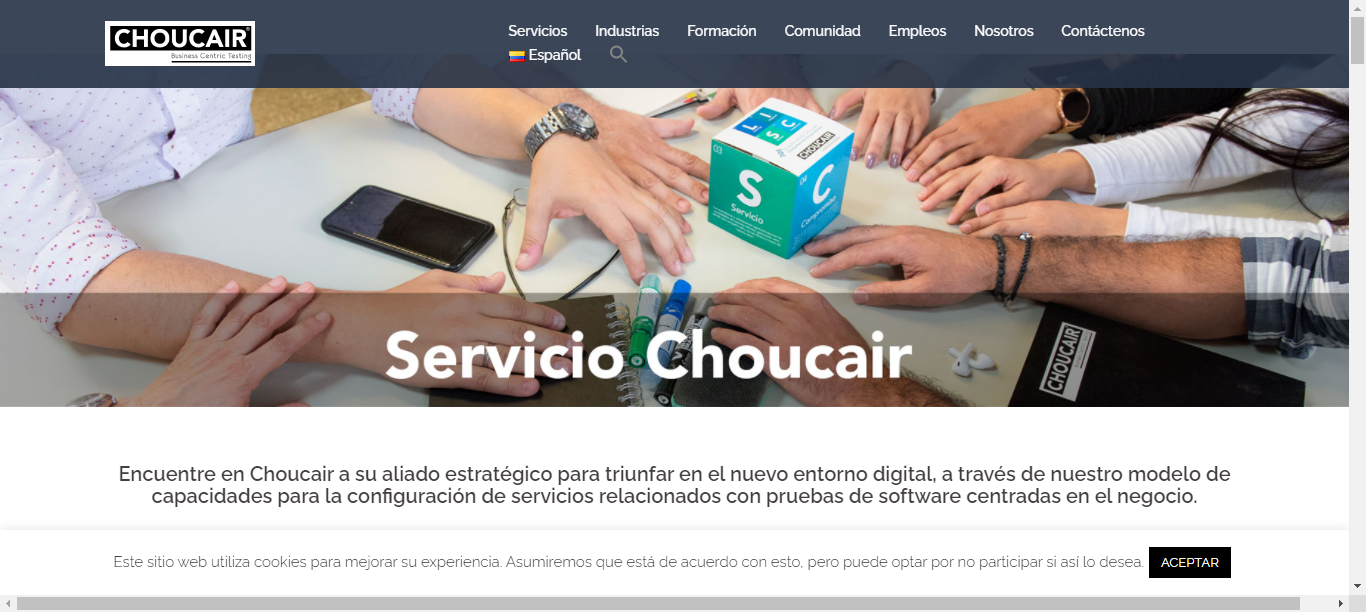 CHOUCAIR
Business Centric Testing
Servicios Industrias Formación Comunidad Empleos Nosotros Contáctenos
Español
LISC
CHOUCAIR
03
S
Servicio
C
Compromiso
CHOUCAIR
Servicio Choucair
Encuentre en Choucair a su aliado estratégico para triunfar en el nuevo entorno digital, a través de nuestro modelo de
capacidades para la configuración de servicios relacionados con pruebas de software centradas en el negocio.
Este sitio web utiliza cookies para mejorar su experiencia. Asumiremos que está de acuerdo con esto, pero puede optar por no participar si así lo desea. ACEPTAR